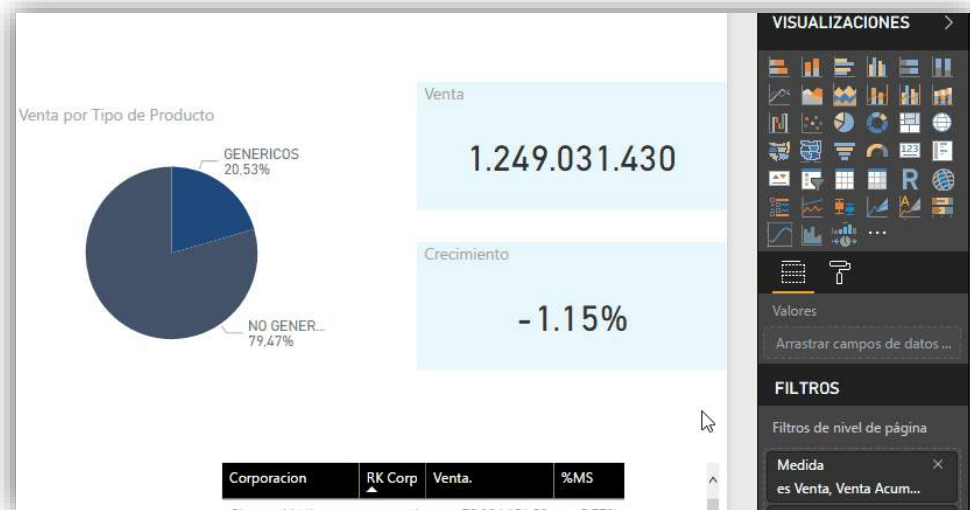 VISUALIZACIONES >
Venta por Tipo de Producto
GENERICOS
20,53%
NO GENER...
79,47%
Venta
1.249.031.430
Crecimiento
-1.15%
Corporacion RK Corp Venta. %MS
123
R
Valores
Arrastrar campos de datos ...
FILTROS
Filtros de nivel de página
Medida
es Venta, Venta Acum...